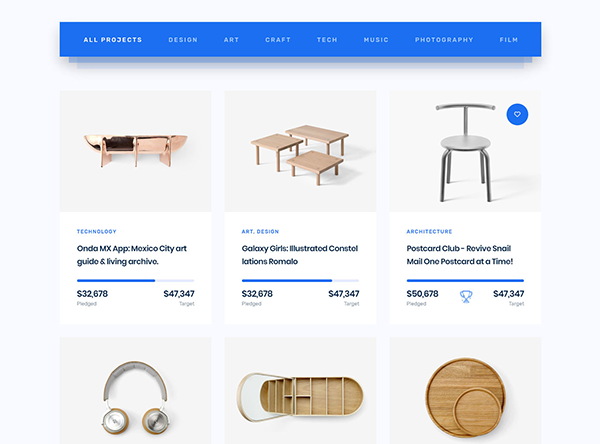 ALL PROJECTS DESIGN ART CRAFT TECH MUSIC PHOTOGRAPHY FILM
TECHNOLOGY
Onda MX App: Mexico City art
guide & living archive.
$32,678 $47,347
Pledged Target
ART, DESIGN
Galaxy Girls: Illustrated Constel
lations Romalo
$32,678 $47,347
Pledged Target
ARCHITECTURE
Postcard Club - Revive Snail
Mail One Postcard at a Time!
$50,678 $47,347
Pledged Target